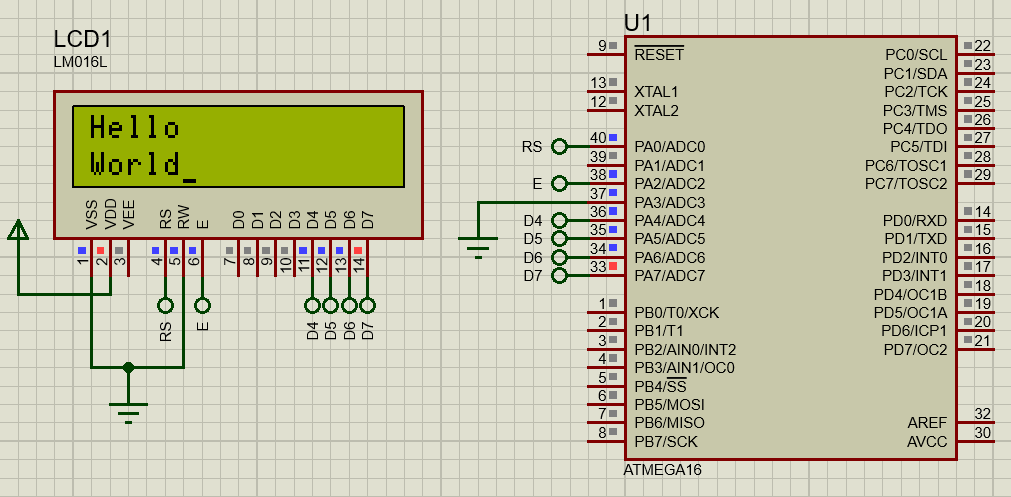 LCD1
LM016L
Hello
World_
VSS VDD VEE RS RW E D0 D1 D2 D3 D4 D5 D6 D7
1 2 3 4 5 6 7 8 9 10 11 12 13 14
RS E D4 D5 D6 D7
U1
9 RESET
13 XTAL1
12 XTAL2
RS 40 PA0/ADC0
39 PA1/ADC1
E 38 PA2/ADC2
37 PA3/ADC3
D4 36 PA4/ADC4
D5 35 PA5/ADC5
D6 34 PA6/ADC6
D7 33 PA7/ADC7
1 PB0/T0/XCK
2 PB1/T1
3 PB2/AIN0/INT2
4 PB3/AIN1/OC0
5 PB4/SS
6 PB5/MOSI
7 PB6/MISO
8 PB7/SCK
PC0/SCL 22
PC1/SDA 23
PC2/TCK 24
PC3/TMS 25
PC4/TDO 26
PC5/TDI 27
PC6/TOSC1 28
PC7/TOSC2 29
PD0/RXD 14
PD1/TXD 15
PD2/INT0 16
PD3/INT1 17
PD4/OC1B 18
PD5/OC1A 19
PD6/ICP1 20
PD7/OC2 21
AREF 32
AVCC 30
ATMEGA16